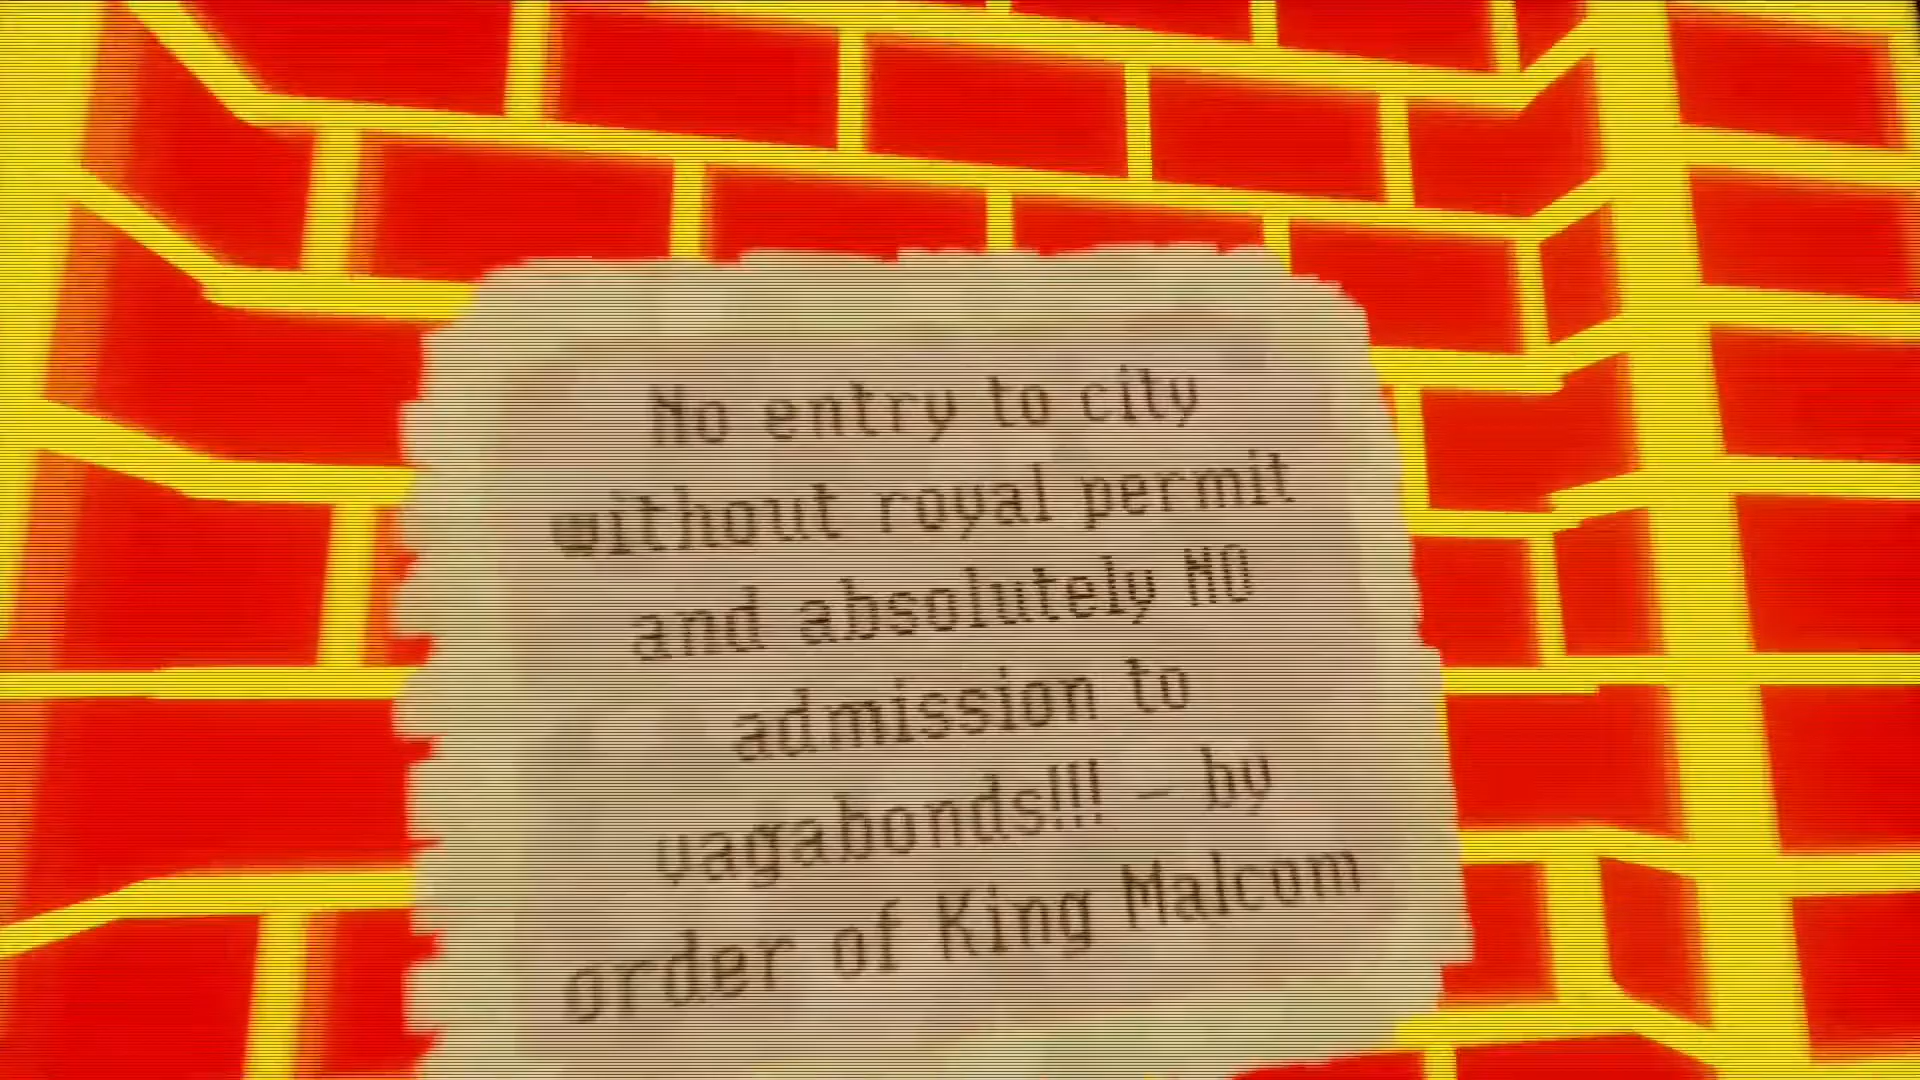 No entry to city
without royal permit
and absolutely NO
admission to
vagabonds!!! - by
order of King Malcom